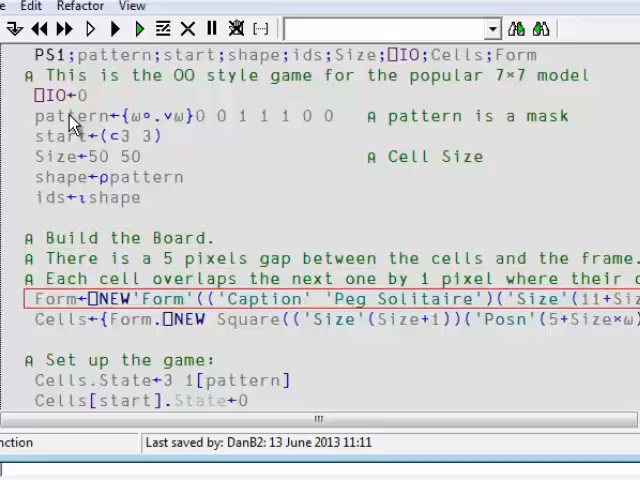 e Edit Refactor View
PS1;pattern;start;shape;ids;Size;⎕IO;Cells;Form
⍝ This is the OO style game for the popular 7×7 model
⎕IO←0
pattern←{⍵∘.∨⍵}0 0 1 1 1 0 0 ⍝ pattern is a mask
start←(⊂3 3)
Size←50 50 ⍝ Cell Size
shape←⍴pattern
ids←⍳shape
⍝ Build the Board.
⍝ There is a 5 pixels gap between the cells and the frame.
⍝ Each cell overlaps the next one by 1 pixel where their c
Form←⎕NEW'Form'(('Caption' 'Peg Solitaire')('Size'(11+Siz
Cells←{Form.⎕NEW Square(('Size'(Size+1))('Posn'(5+Size×⍵)
⍝ Set up the game:
Cells.State←3 1[pattern]
Cells[start].State←0
nction Last saved by: DanB2: 13 June 2013 11:11